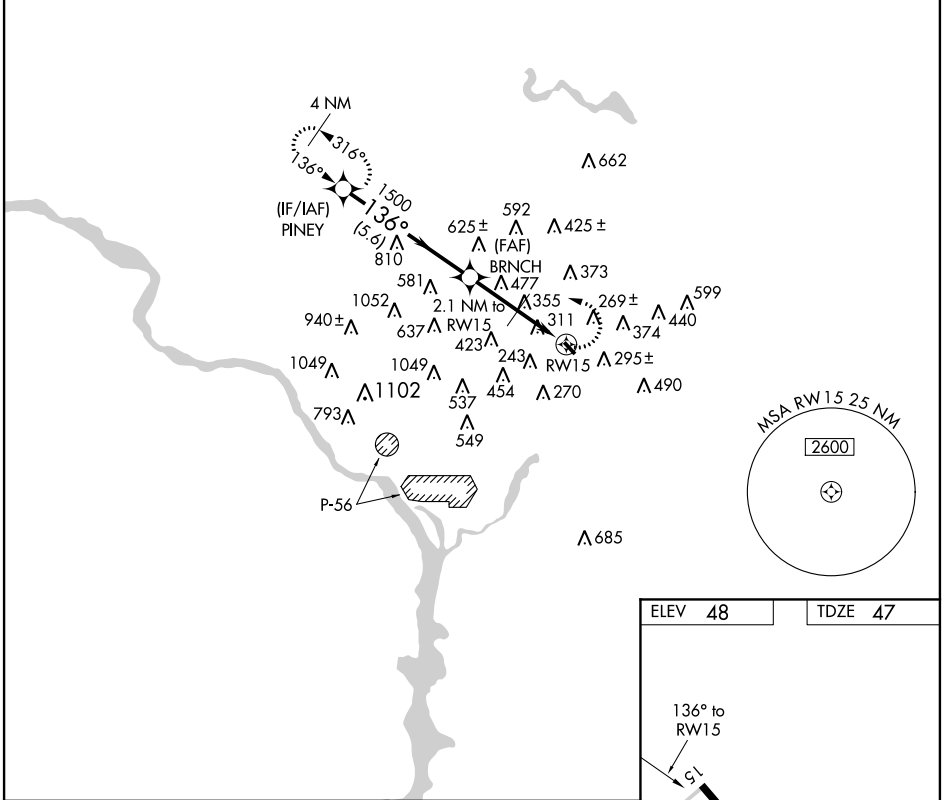 4 NM
316°
136°
(IF/IAF)
PINEY
1500
136°
(5.6)
810
662
592
625±
425±
(FAF)
BRNCH
477
373
581
355
269±
599
1052
2.1 NM to
RW15
311
440
374
940±
637
423
243
RW15
295±
1049
1049
454
270
490
1102
537
793
549
P-56
685
MSA RW15 25 NM
2600
ELEV 48
TDZE 47
136° to
RW15
15